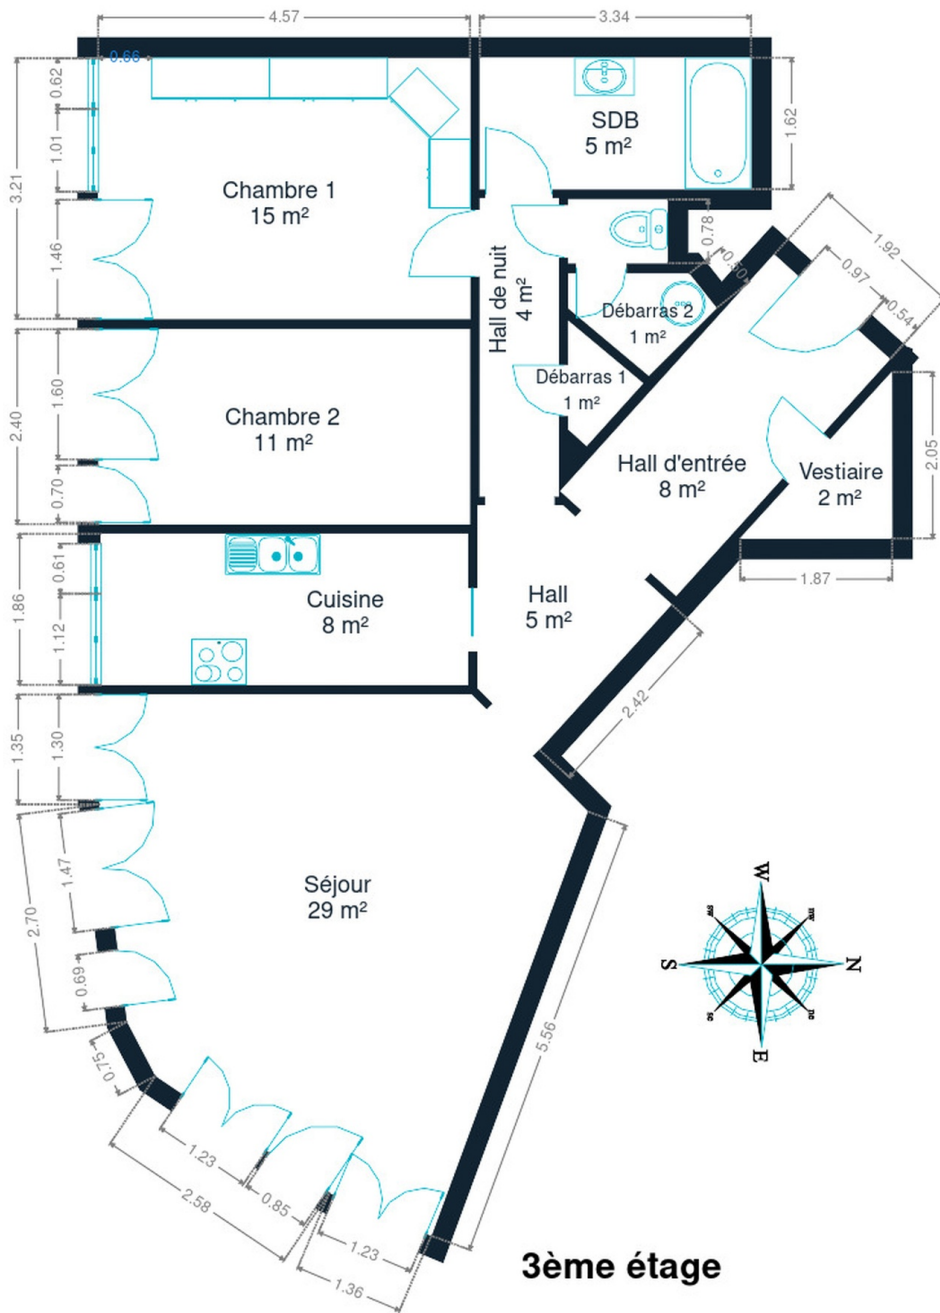 4.57
3.34
0.66
0.62
1.01
3.21
1.46
Chambre 1
15 m²
SDB
5 m²
1.62
0.78
0.50
1.92
0.97
0.54
Hall de nuit
4 m²
Débarras 2
1 m²
Débarras 1
1 m²
1.60
2.40
0.70
Chambre 2
11 m²
Hall d'entrée
8 m²
Vestiaire
2 m²
2.05
1.87
0.61
1.86
1.12
Cuisine
8 m²
Hall
5 m²
2.42
1.35
1.30
1.47
2.70
0.69
0.75
Séjour
29 m²
5.56
W
sw
nw
S
N
se
ne
E
1.23
2.58
0.85
1.23
1.36
3ème étage